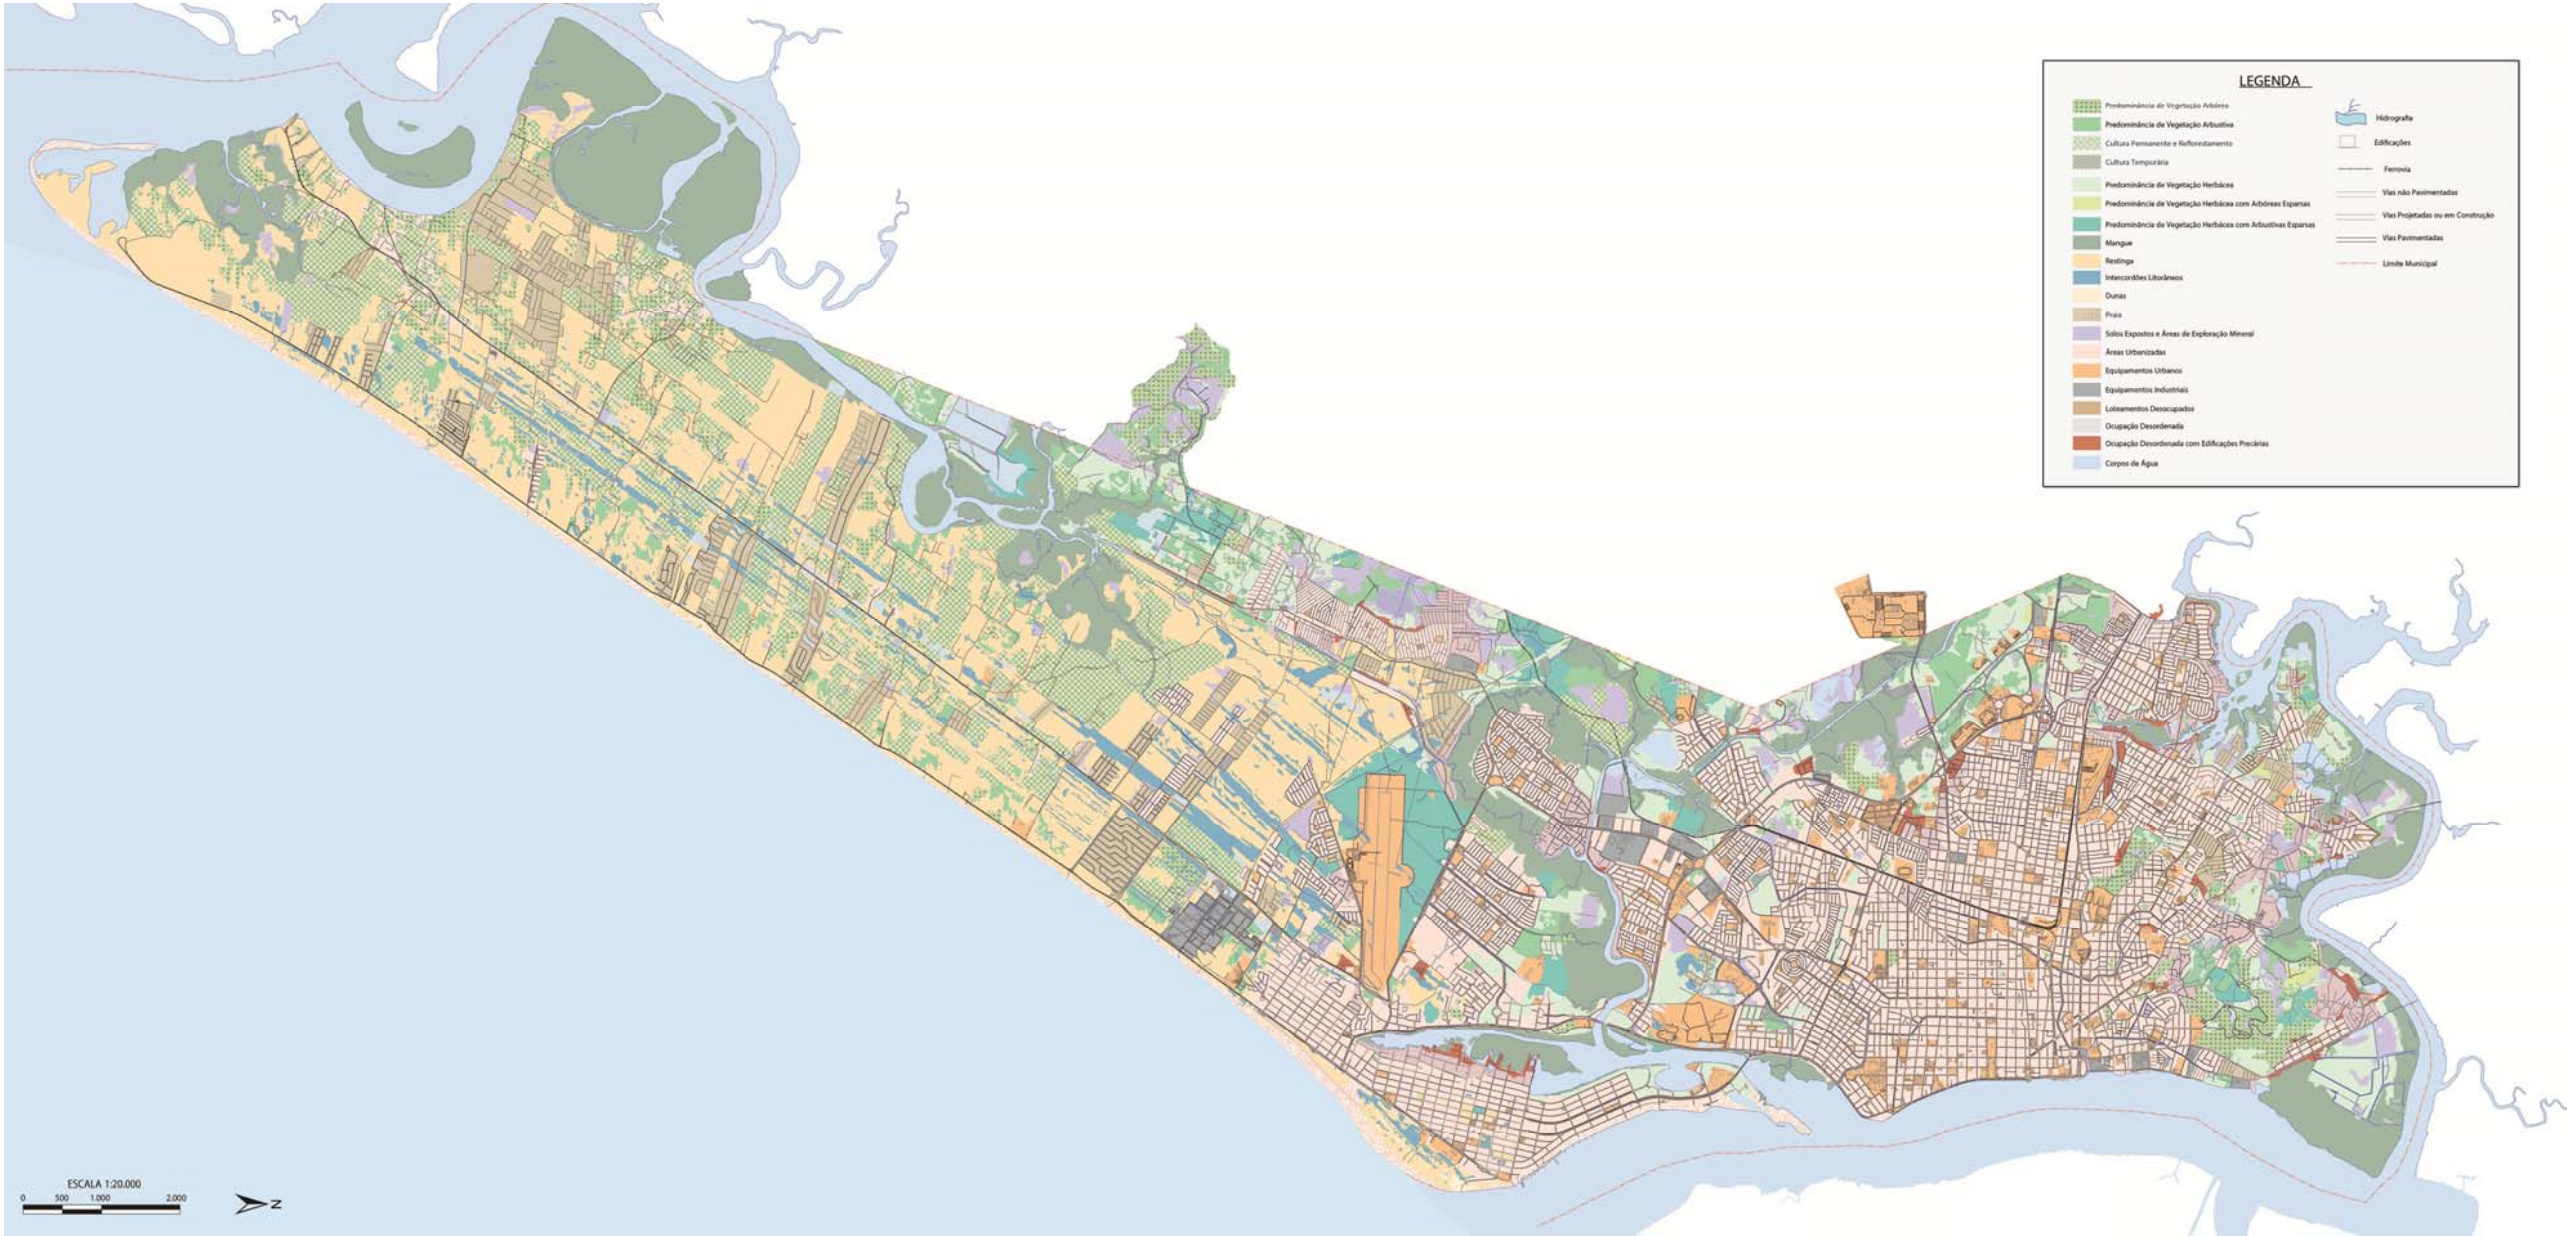 LEGENDA
Predominância de Vegetação Arbórea
Predominância de Vegetação Arbustiva
Cultura Permanente e Reflorestamento
Cultura Temporária
Predominância de Vegetação Herbácea
Predominância de Vegetação Herbácea com Arbóreas Esparsas
Predominância de Vegetação Herbácea com Arbustivas Esparsas
Mangue
Restinga
Intercordões Litorâneos
Dunas
Praia
Solos Expostos e Áreas de Exploração Mineral
Áreas Urbanizadas
Equipamentos Urbanos
Equipamentos Industriais
Loteamentos Desocupados
Ocupação Desordenada
Ocupação Desordenada com Edificações Precárias
Corpos de Água
Hidrografia
Edificações
Ferrovia
Vias não Pavimentadas
Vias Projetadas ou em Construção
Vias Pavimentadas
Limite Municipal
ESCALA 1:20.000
0 500 1.000 2.000
N